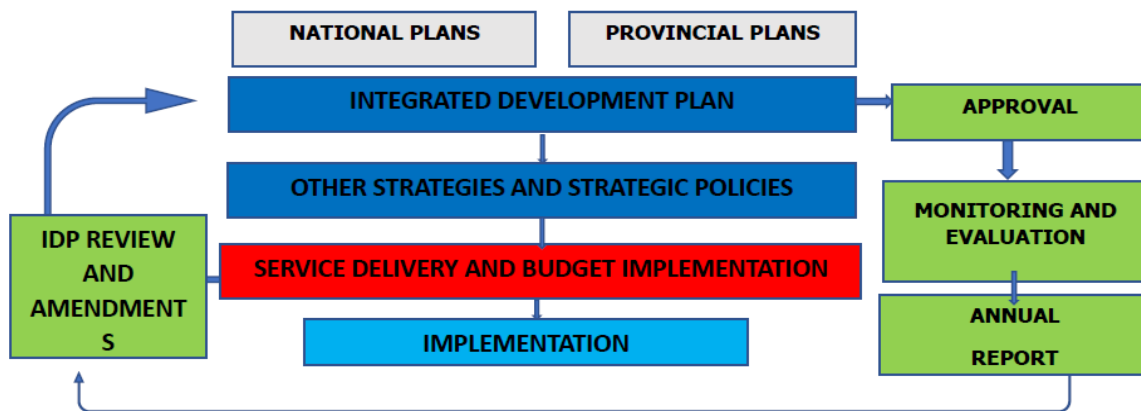 NATIONAL PLANS
PROVINCIAL PLANS
INTEGRATED DEVELOPMENT PLAN
APPROVAL
OTHER STRATEGIES AND STRATEGIC POLICIES
MONITORING AND
EVALUATION
IDP REVIEW
AND
AMENDMENT
S
SERVICE DELIVERY AND BUDGET IMPLEMENTATION
IMPLEMENTATION
ANNUAL
REPORT